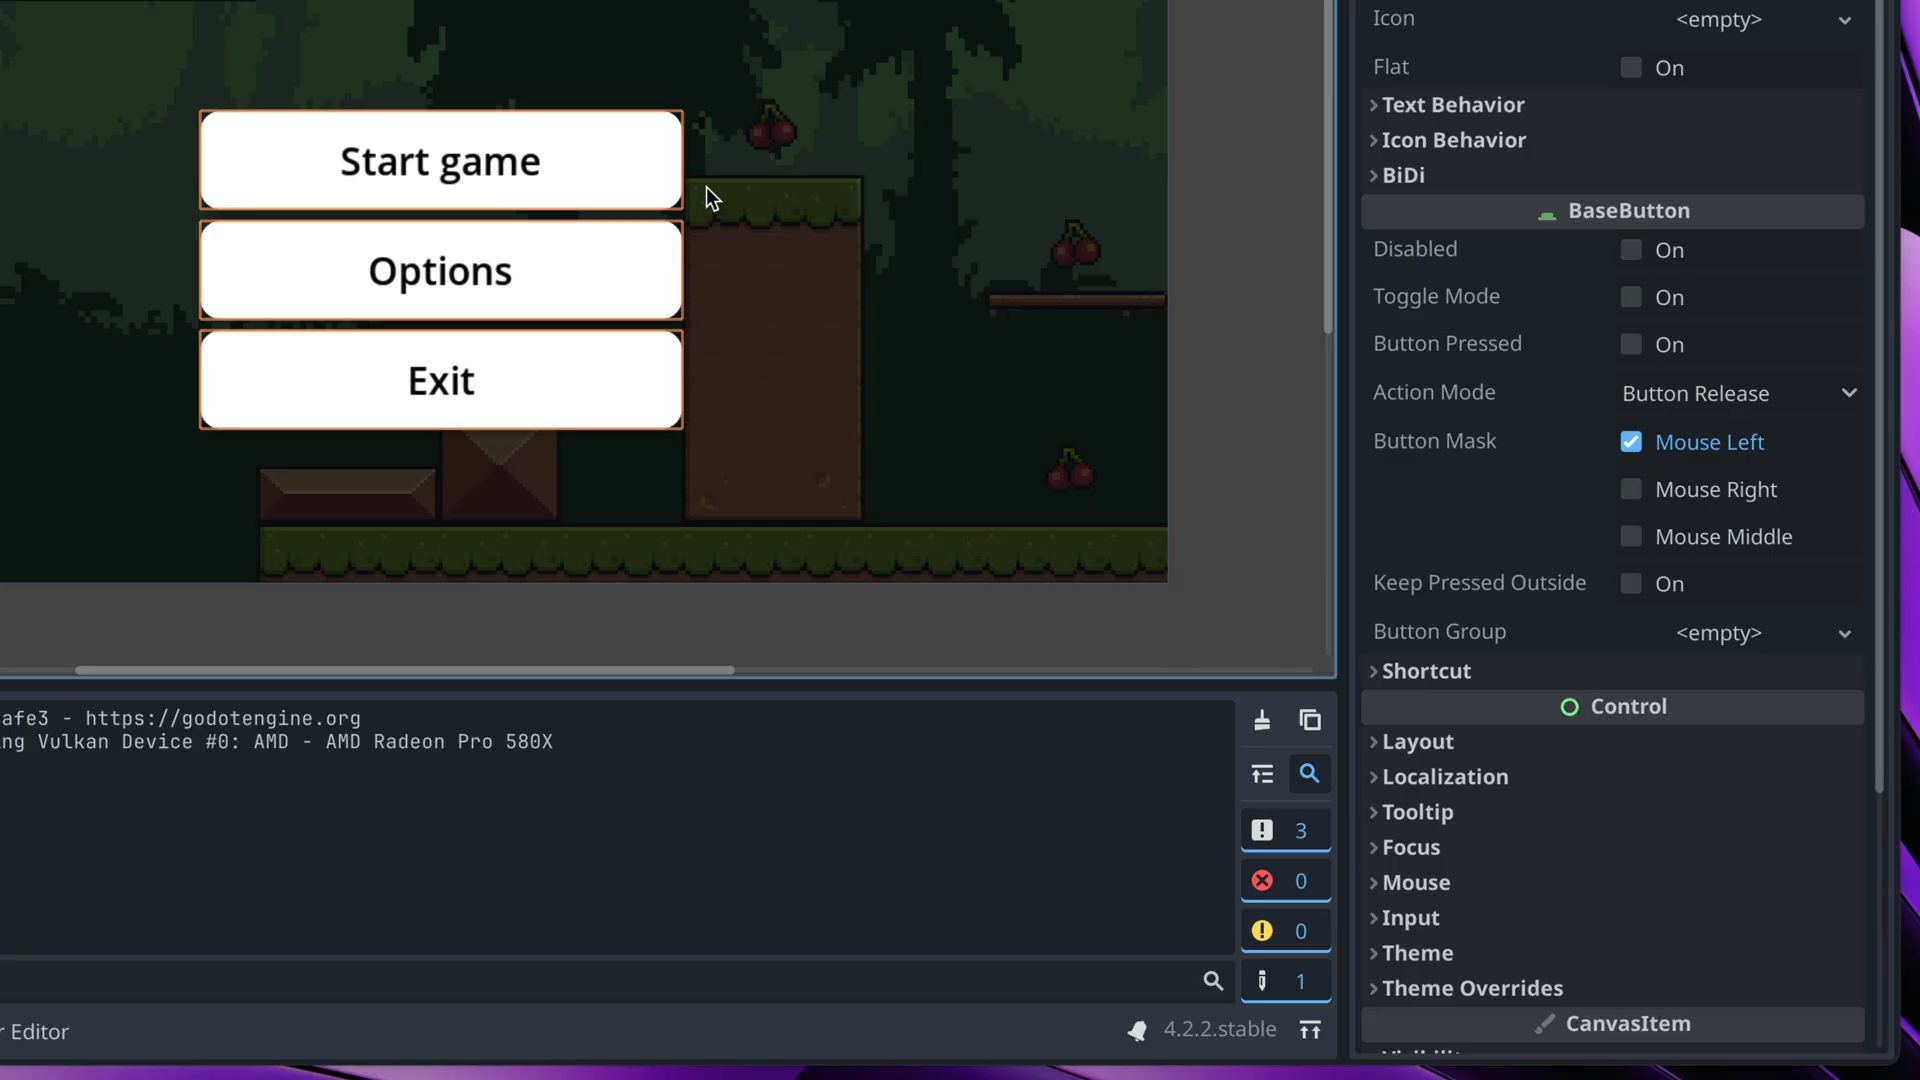 Start game
Options
Exit
Icon <empty>
Flat On
Text Behavior
Icon Behavior
BiDi
BaseButton
Disabled On
Toggle Mode On
Button Pressed On
Action Mode Button Release
Button Mask Mouse Left
Mouse Right
Mouse Middle
Keep Pressed Outside On
Button Group <empty>
Shortcut
Control
Layout
Localization
Tooltip
Focus
Mouse
Input
Theme
Theme Overrides
CanvasItem
afe3 - https://godotengine.org
ng Vulkan Device #0: AMD - AMD Radeon Pro 580X
3
0
0
1
r Editor
4.2.2.stable